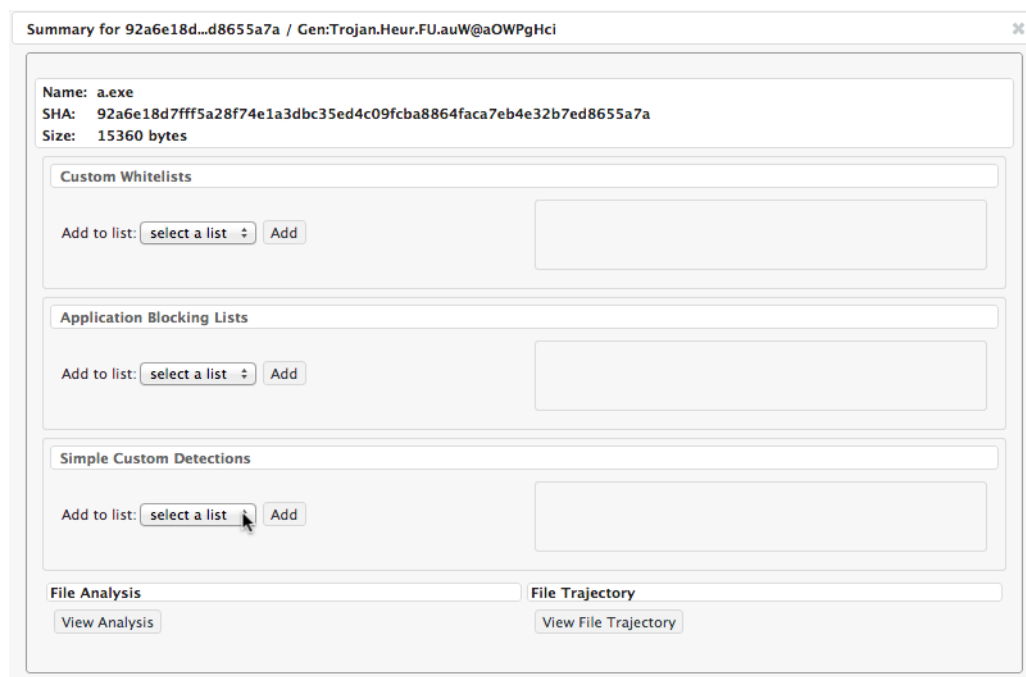 Summary for 92a6e18d...d8655a7a / Gen:Trojan.Heur.FU.auW@aOWPgHci
Name: a.exe
SHA: 92a6e18d7fff5a28f74e1a3dbc35ed4c09fcba8864faca7eb4e32b7ed8655a7a
Size: 15360 bytes
Custom Whitelists
Add to list: select a list Add
Application Blocking Lists
Add to list: select a list Add
Simple Custom Detections
Add to list: select a list Add
File Analysis File Trajectory
View Analysis View File Trajectory